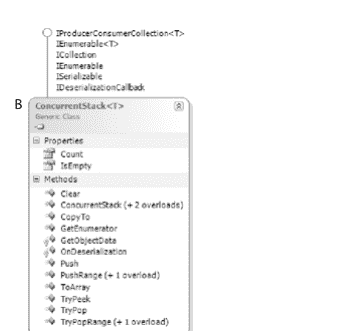 IProducerConsumerCollection<T>
IEnumerable<T>
ICollection
IEnumerable
ISerializable
IDeserializationCallback
B
ConcurrentStack<T>
Generic Class
Properties
Count
IsEmpty
Methods
Clear
ConcurrentStack (+ 2 overloads)
CopyTo
GetEnumerator
GetObjectData
OnDeserialization
Push
PushRange (+ 1 overload)
ToArray
TryPeek
TryPop
TryPopRange (+ 1 overload)